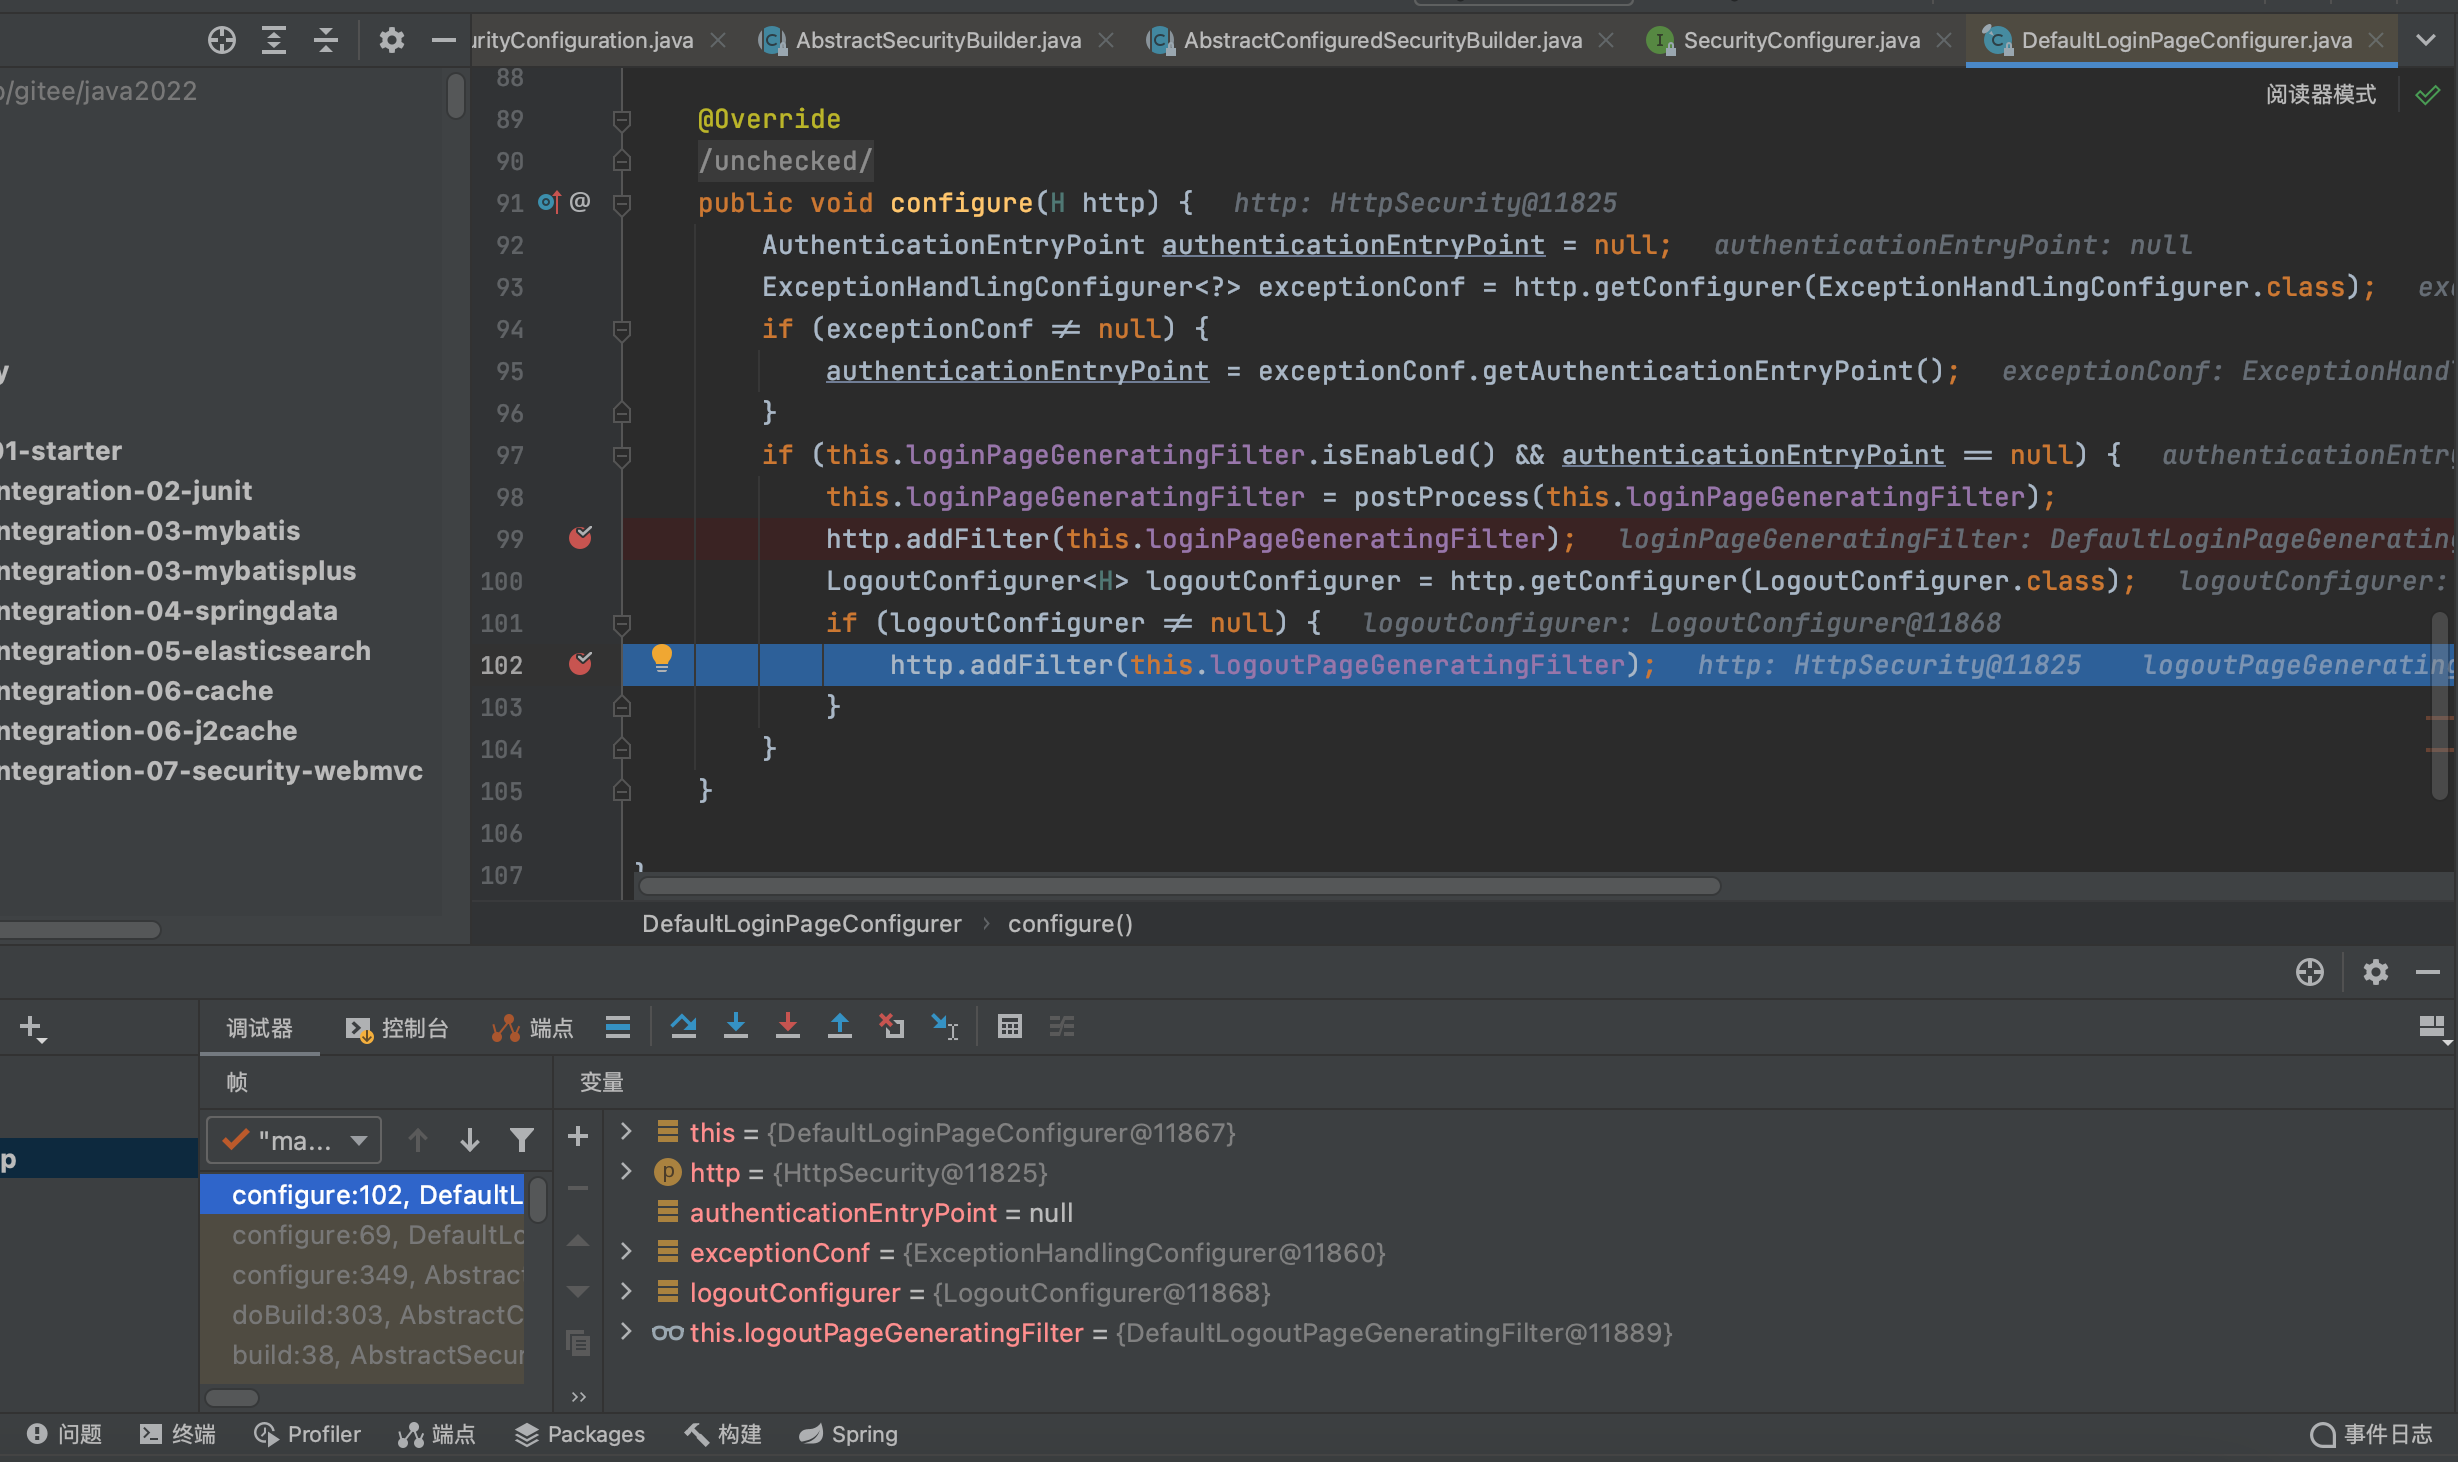 urityConfiguration.java
AbstractSecurityBuilder.java
AbstractConfiguredSecurityBuilder.java
SecurityConfigurer.java
DefaultLoginPageConfigurer.java
o/gitee/java2022
y
01-starter
ntegration-02-junit
ntegration-03-mybatis
ntegration-03-mybatisplus
ntegration-04-springdata
ntegration-05-elasticsearch
ntegration-06-cache
ntegration-06-j2cache
ntegration-07-security-webmvc
阅读器模式
88
89 @Override
90 /unchecked/
91 @ public void configure(H http) { http: HttpSecurity@11825
92 AuthenticationEntryPoint authenticationEntryPoint = null; authenticationEntryPoint: null
93 ExceptionHandlingConfigurer<?> exceptionConf = http.getConfigurer(ExceptionHandlingConfigurer.class); exc
94 if (exceptionConf != null) {
95 authenticationEntryPoint = exceptionConf.getAuthenticationEntryPoint(); exceptionConf: ExceptionHandl
96 }
97 if (this.loginPageGeneratingFilter.isEnabled() && authenticationEntryPoint == null) { authenticationEntry
98 this.loginPageGeneratingFilter = postProcess(this.loginPageGeneratingFilter);
99 http.addFilter(this.loginPageGeneratingFilter); loginPageGeneratingFilter: DefaultLoginPageGenerating
100 LogoutConfigurer<H> logoutConfigurer = http.getConfigurer(LogoutConfigurer.class); logoutConfigurer:
101 if (logoutConfigurer != null) { logoutConfigurer: LogoutConfigurer@11868
102 http.addFilter(this.logoutPageGeneratingFilter); http: HttpSecurity@11825 logoutPageGenerating
103 }
104 }
105 }
106
107 }
DefaultLoginPageConfigurer › configure()
调试器
控制台
端点
帧
变量
"ma...
p
configure:102, DefaultL
configure:69, DefaultLo
configure:349, Abstract
doBuild:303, AbstractC
build:38, AbstractSecur
this = {DefaultLoginPageConfigurer@11867}
http = {HttpSecurity@11825}
authenticationEntryPoint = null
exceptionConf = {ExceptionHandlingConfigurer@11860}
logoutConfigurer = {LogoutConfigurer@11868}
this.logoutPageGeneratingFilter = {DefaultLogoutPageGeneratingFilter@11889}
问题
终端
Profiler
端点
Packages
构建
Spring
事件日志